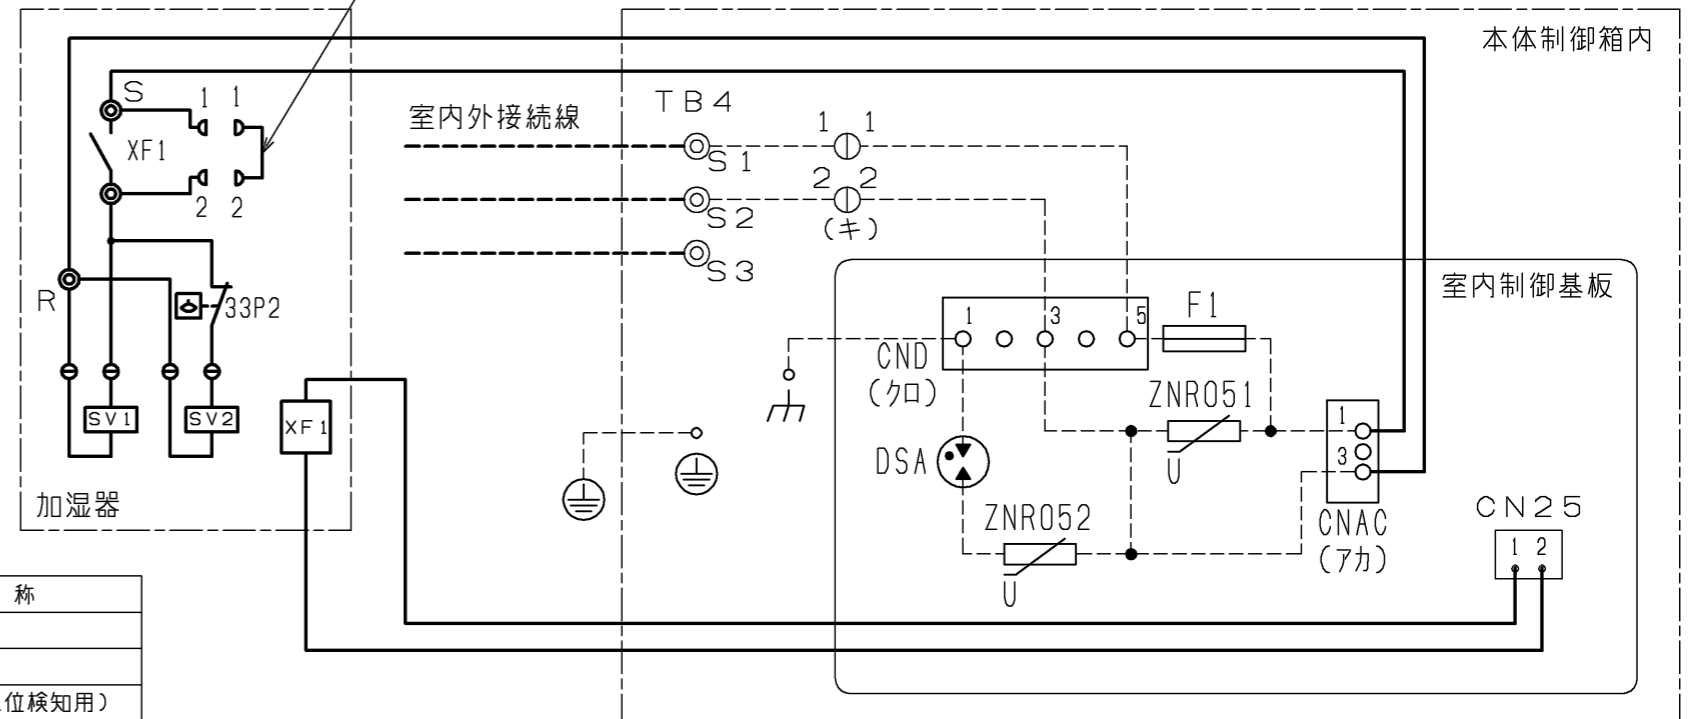 本体制御箱内
S
1 1
XF1
2 2
室内外接続線
TB4
1 1
S1
2 2
S2
(キ)
S3
R
33P2
室内制御基板
1 3 5
F1
CND
(クロ)
ZNR051
U
DSA
1
3
ZNR052
U
CNAC
(アカ)
CN25
1 2
SV1
SV2
XF1
加湿器
称
位検知用)